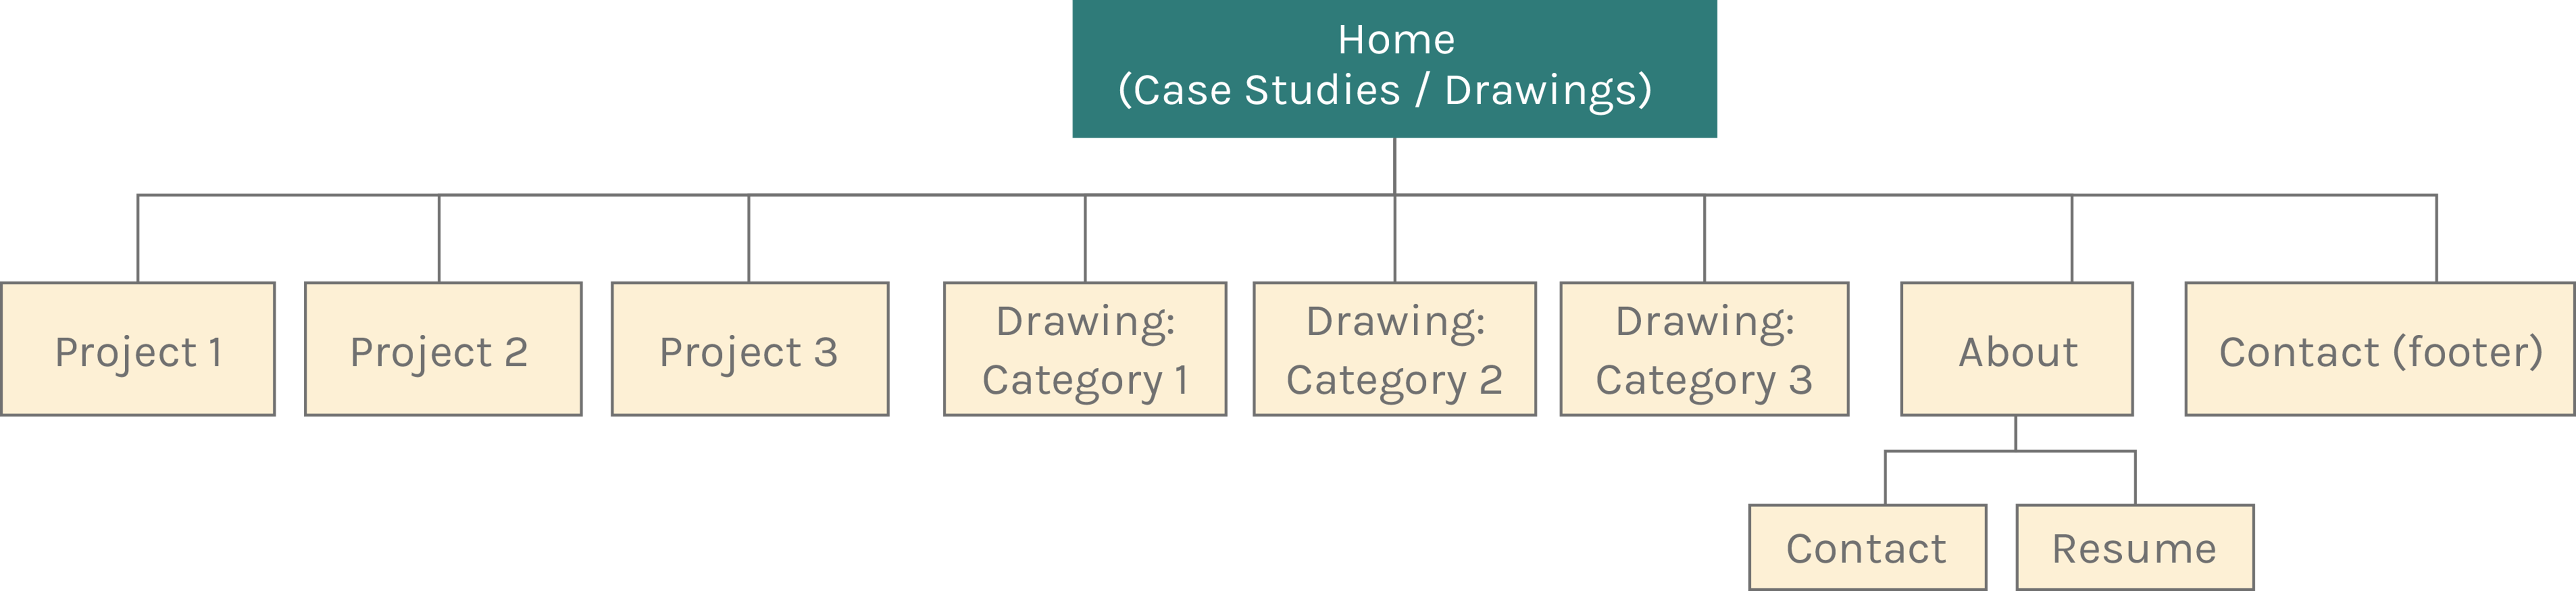 Home
(Case Studies / Drawings)
Project 1
Project 2
Project 3
Drawing:
Category 1
Drawing:
Category 2
Drawing:
Category 3
About
Contact (footer)
Contact
Resume